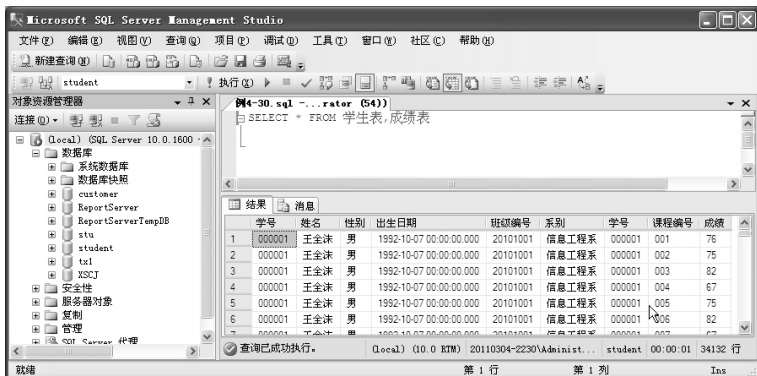 Microsoft SQL Server Management Studio
文件(F) 编辑(E) 视图(V) 查询(Q) 项目(P) 调试(D) 工具(T) 窗口(W) 社区(C) 帮助(H)
新建查询(N)
student 执行(X)
对象资源管理器
连接(O)
(local) (SQL Server 10.0.1600
数据库
系统数据库
数据库快照
customer
ReportServer
ReportServerTempDB
stu
student
tx1
XSCJ
安全性
服务器对象
复制
管理
SQL Server 代理
例4-30.sql -...rator (54))
SELECT * FROM 学生表,成绩表
结果 消息
学号 姓名 性别 出生日期 班级编号 系别 学号 课程编号 成绩
1 000001 王全沫 男 1992-10-07 00:00:00.000 20101001 信息工程系 000001 001 76
2 000001 王全沫 男 1992-10-07 00:00:00.000 20101001 信息工程系 000001 002 75
3 000001 王全沫 男 1992-10-07 00:00:00.000 20101001 信息工程系 000001 003 82
4 000001 王全沫 男 1992-10-07 00:00:00.000 20101001 信息工程系 000001 004 67
5 000001 王全沫 男 1992-10-07 00:00:00.000 20101001 信息工程系 000001 005 75
6 000001 王全沫 男 1992-10-07 00:00:00.000 20101001 信息工程系 000001 006 82
查询已成功执行。 (local) (10.0 RTM) 20110304-2230\Administ... student 00:00:01 34132 行
就绪 第 1 行 第 1 列 Ins